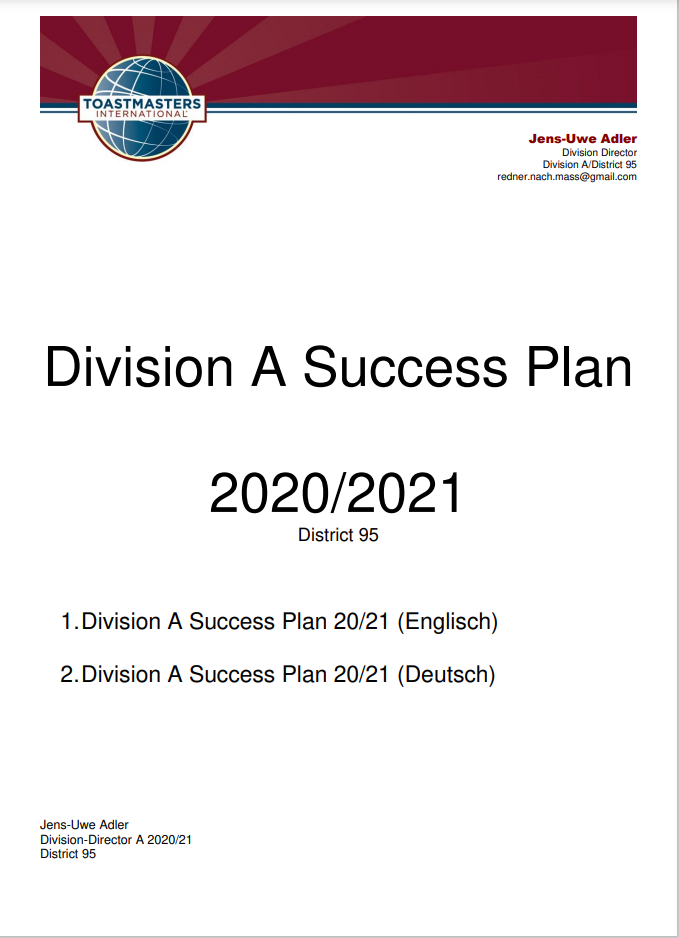 TOASTMASTERS
INTERNATIONAL
Jens-Uwe Adler
Division Director
Division A/District 95
redner.nach.mass@gmail.com
Division A Success Plan
2020/2021
District 95
1.Division A Success Plan 20/21 (Englisch)
2.Division A Success Plan 20/21 (Deutsch)
Jens-Uwe Adler
Division-Director A 2020/21
District 95